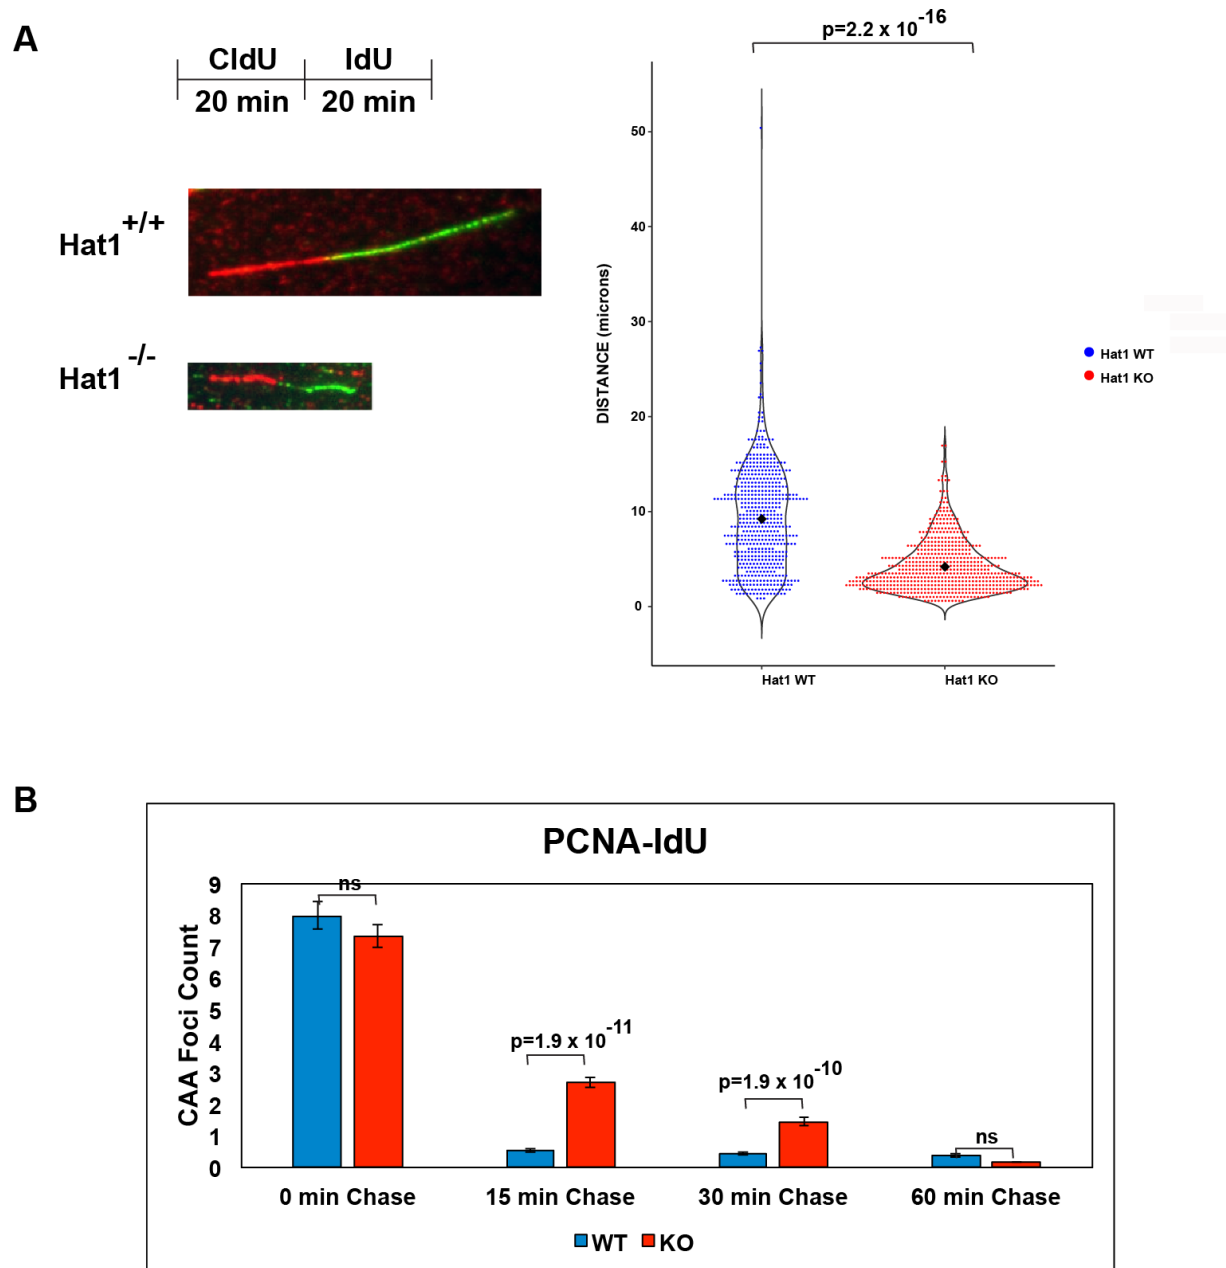 A
CldU IdU
20 min 20 min
Hat1+/+
Hat1-/-
p=2.2 x 10-16
DISTANCE (microns)
50
40
30
20
10
0
Hat1 WT
Hat1 KO
Hat1 WT Hat1 KO
B
PCNA-IdU
CAA Foci Count
9
8
7
6
5
4
3
2
1
0
ns
p=1.9 x 10-11
p=1.9 x 10-10
ns
0 min Chase 15 min Chase 30 min Chase 60 min Chase
WT KO